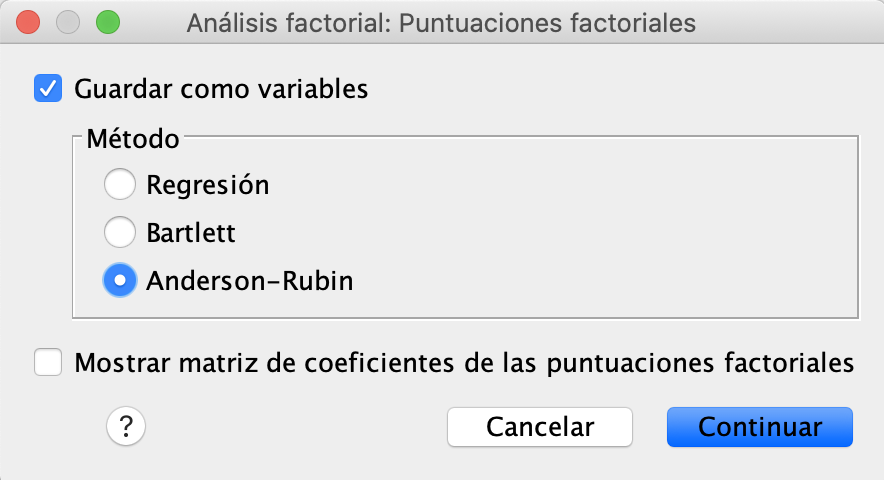 Análisis factorial: Puntuaciones factoriales
Guardar como variables
Método
Regresión
Bartlett
Anderson-Rubin
Mostrar matriz de coeficientes de las puntuaciones factoriales
? Cancelar Continuar